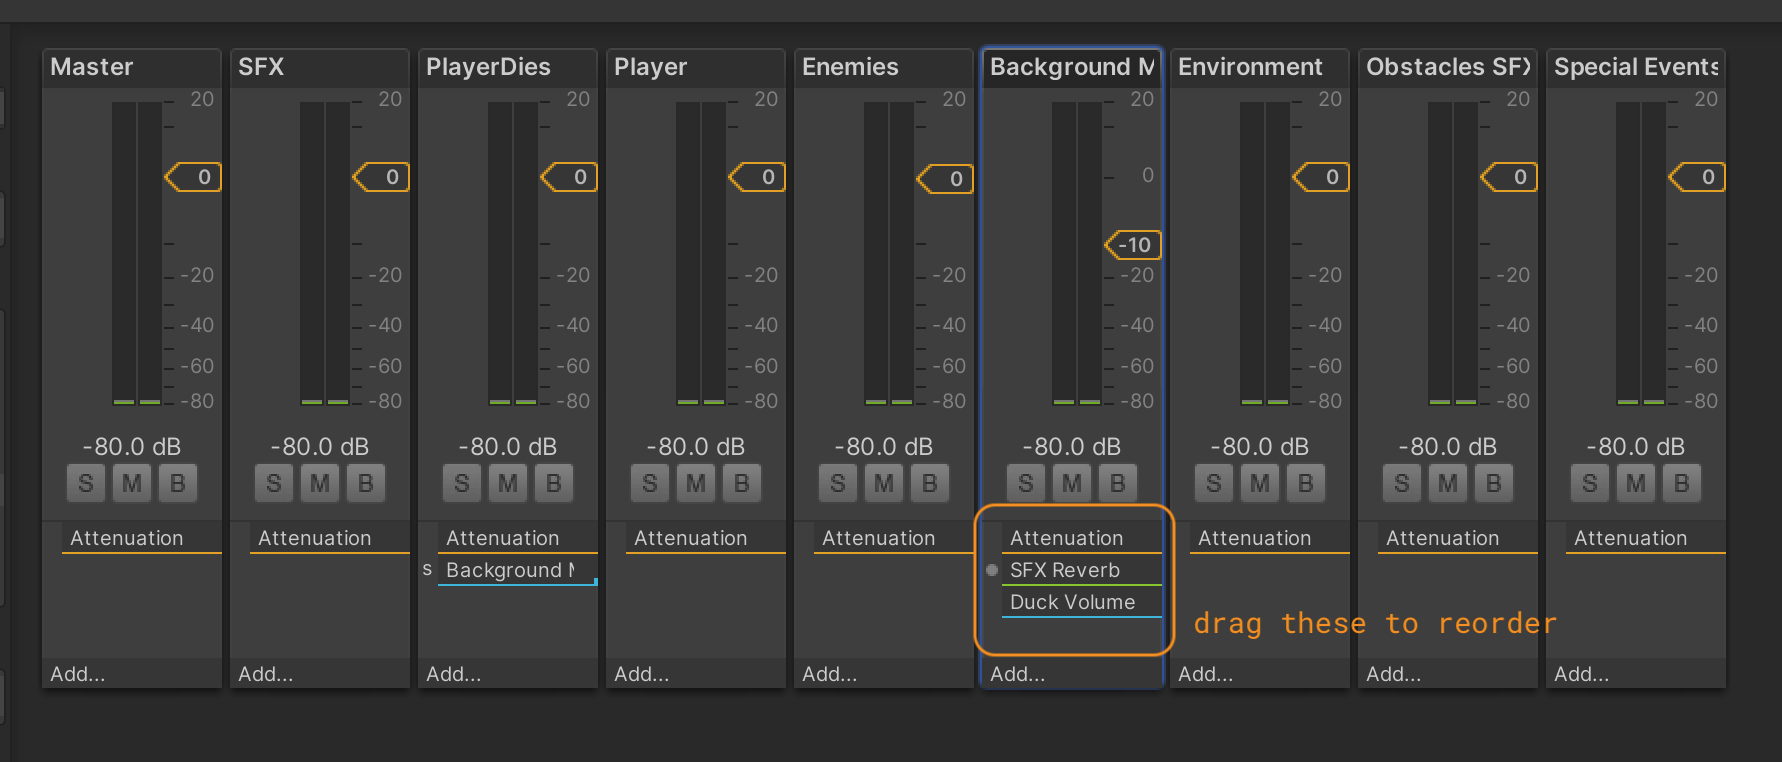 Master
20
0
-20
-40
-60
-80
-80.0 dB
S M B
Attenuation
Add...
SFX
20
0
-20
-40
-60
-80
-80.0 dB
S M B
Attenuation
Add...
PlayerDies
20
0
-20
-40
-60
-80
-80.0 dB
S M B
Attenuation
s Background M
Add...
Player
20
0
-20
-40
-60
-80
-80.0 dB
S M B
Attenuation
Add...
Enemies
20
0
-20
-40
-60
-80
-80.0 dB
S M B
Attenuation
Add...
Background M
20
0
-10
-20
-40
-60
-80
-80.0 dB
S M B
Attenuation
SFX Reverb
Duck Volume
Add...
Environment
20
0
-20
-40
-60
-80
-80.0 dB
S M B
Attenuation
Add...
Obstacles SFX
20
0
-20
-40
-60
-80
-80.0 dB
S M B
Attenuation
Add...
Special Events
20
0
-20
-40
-60
-80
-80.0 dB
S M B
Attenuation
Add...
drag these to reorder